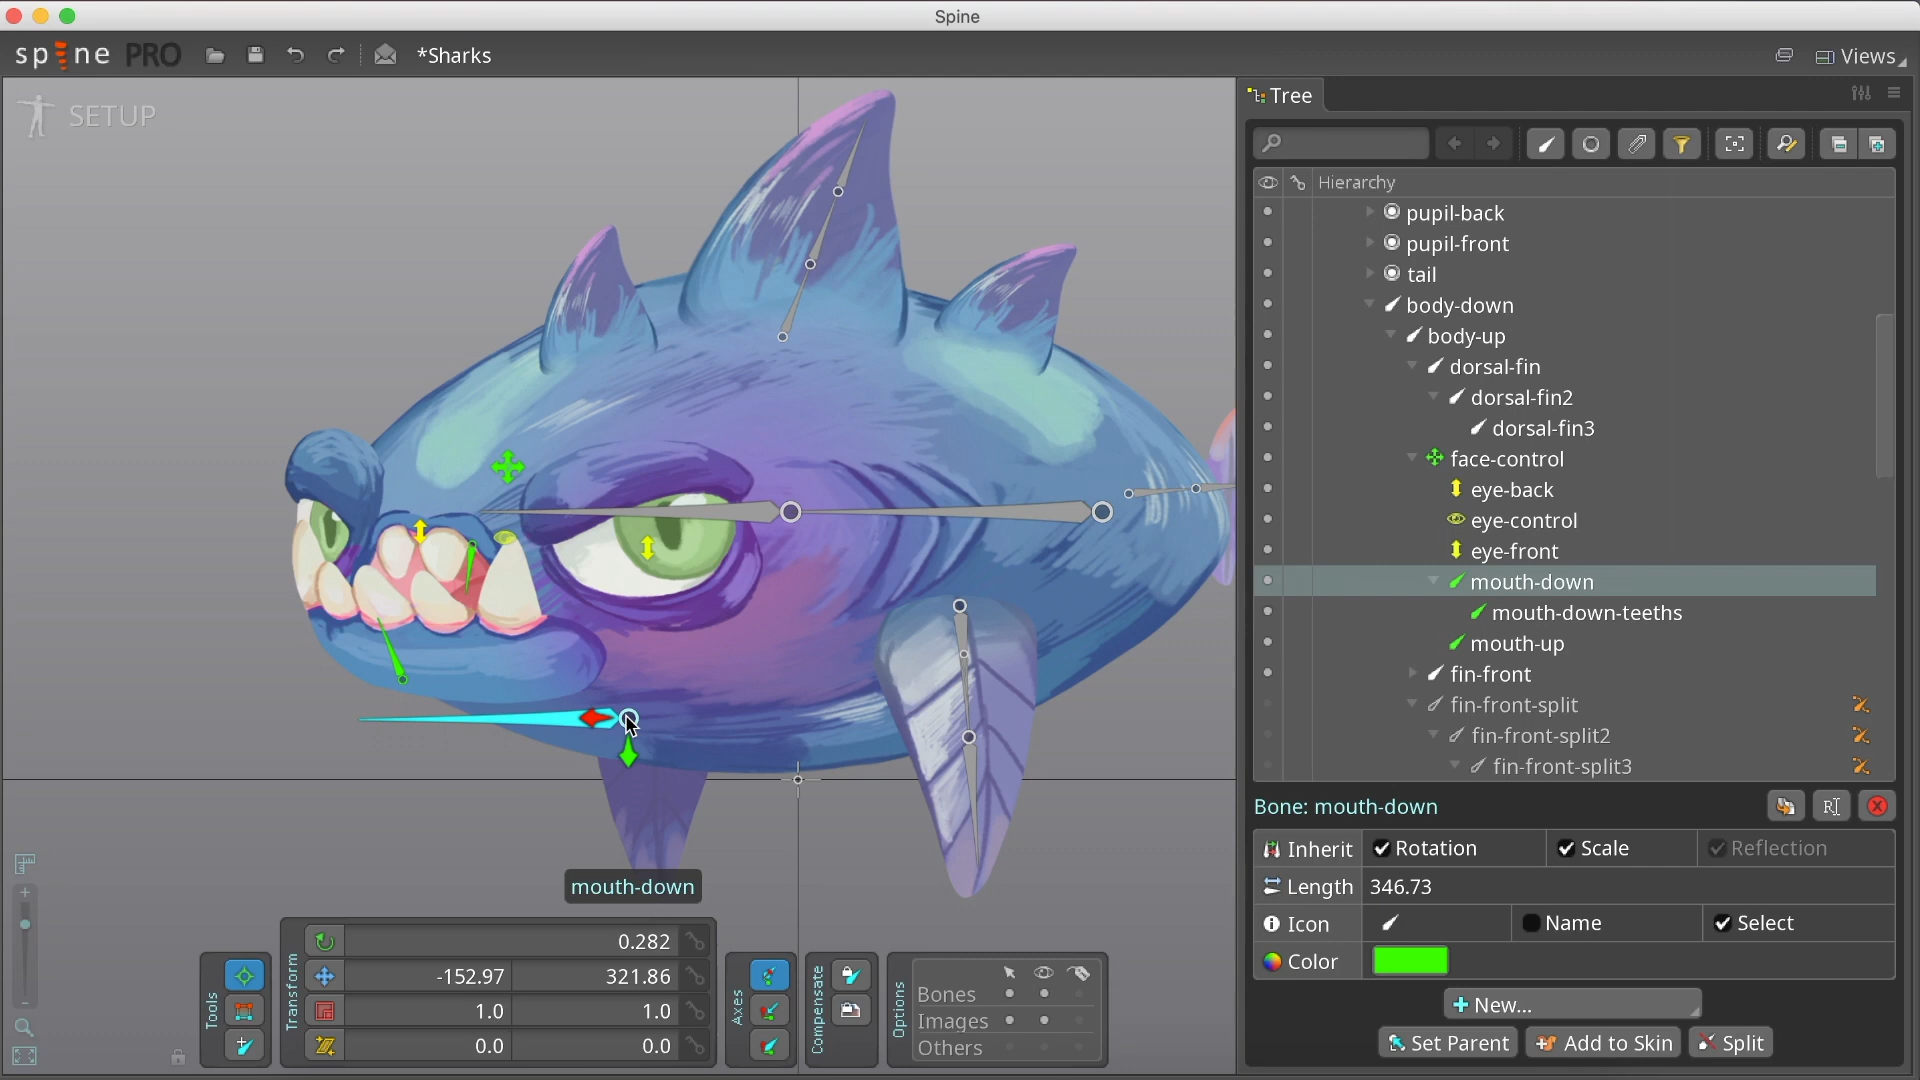 Spine
spine PRO
*Sharks
Views
SETUP
Tree
Hierarchy
pupil-back
pupil-front
tail
body-down
body-up
dorsal-fin
dorsal-fin2
dorsal-fin3
face-control
eye-back
eye-control
eye-front
mouth-down
mouth-down-teeths
mouth-up
fin-front
fin-front-split
fin-front-split2
fin-front-split3
Bone: mouth-down
Inherit Rotation Scale Reflection
Length 346.73
Icon Name Select
Color
New...
Set Parent Add to Skin Split
mouth-down
Tools
Transform
0.282
-152.97 321.86
1.0 1.0
0.0 0.0
Axes
Compensate
Options
Bones
Images
Others